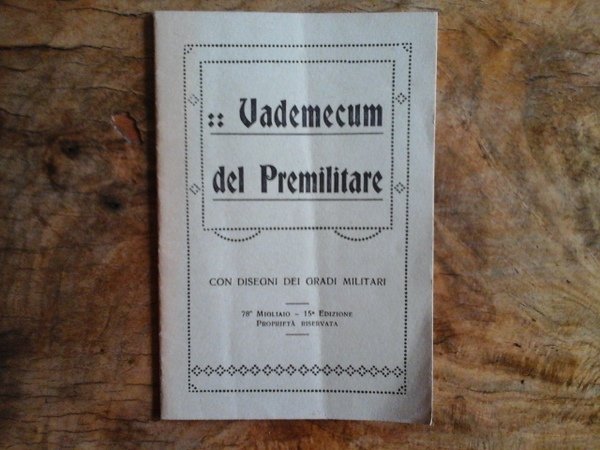 :: Vademecum
del Premilitare
CON DISEGNI DEI GRADI MILITARI
78° MIGLIAIO - 15ª EDIZIONE
PROPRIETÀ RISERVATA